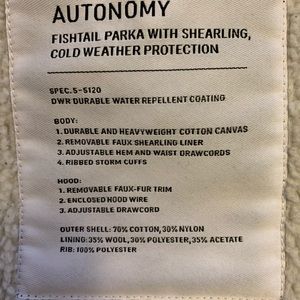 AUTONOMY
FISHTAIL PARKA WITH SHEARLING,
COLD WEATHER PROTECTION
SPEC.5-5120
DWR DURABLE WATER REPELLENT COATING
BODY:
1. DURABLE AND HEAVYWEIGHT COTTON CANVAS
2. REMOVABLE FAUX SHEARLING LINER
3. ADJUSTABLE HEM AND WAIST DRAWCORDS
4. RIBBED STORM CUFFS
HOOD:
1. REMOVABLE FAUX-FUR TRIM
2. ENCLOSED HOOD WIRE
3. ADJUSTABLE DRAWCORD
OUTER SHELL: 70% COTTON, 30% NYLON
LINING: 35% WOOL, 30% POLYESTER, 35% ACETATE
RIB: 100% POLYESTER